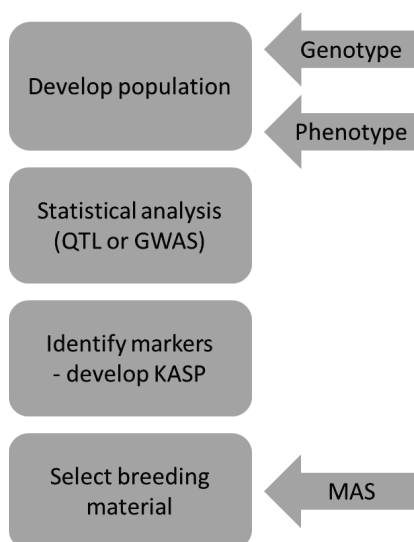 Develop population
Genotype
Phenotype
Statistical analysis
(QTL or GWAS)
Identify markers
- develop KASP
Select breeding
material
MAS